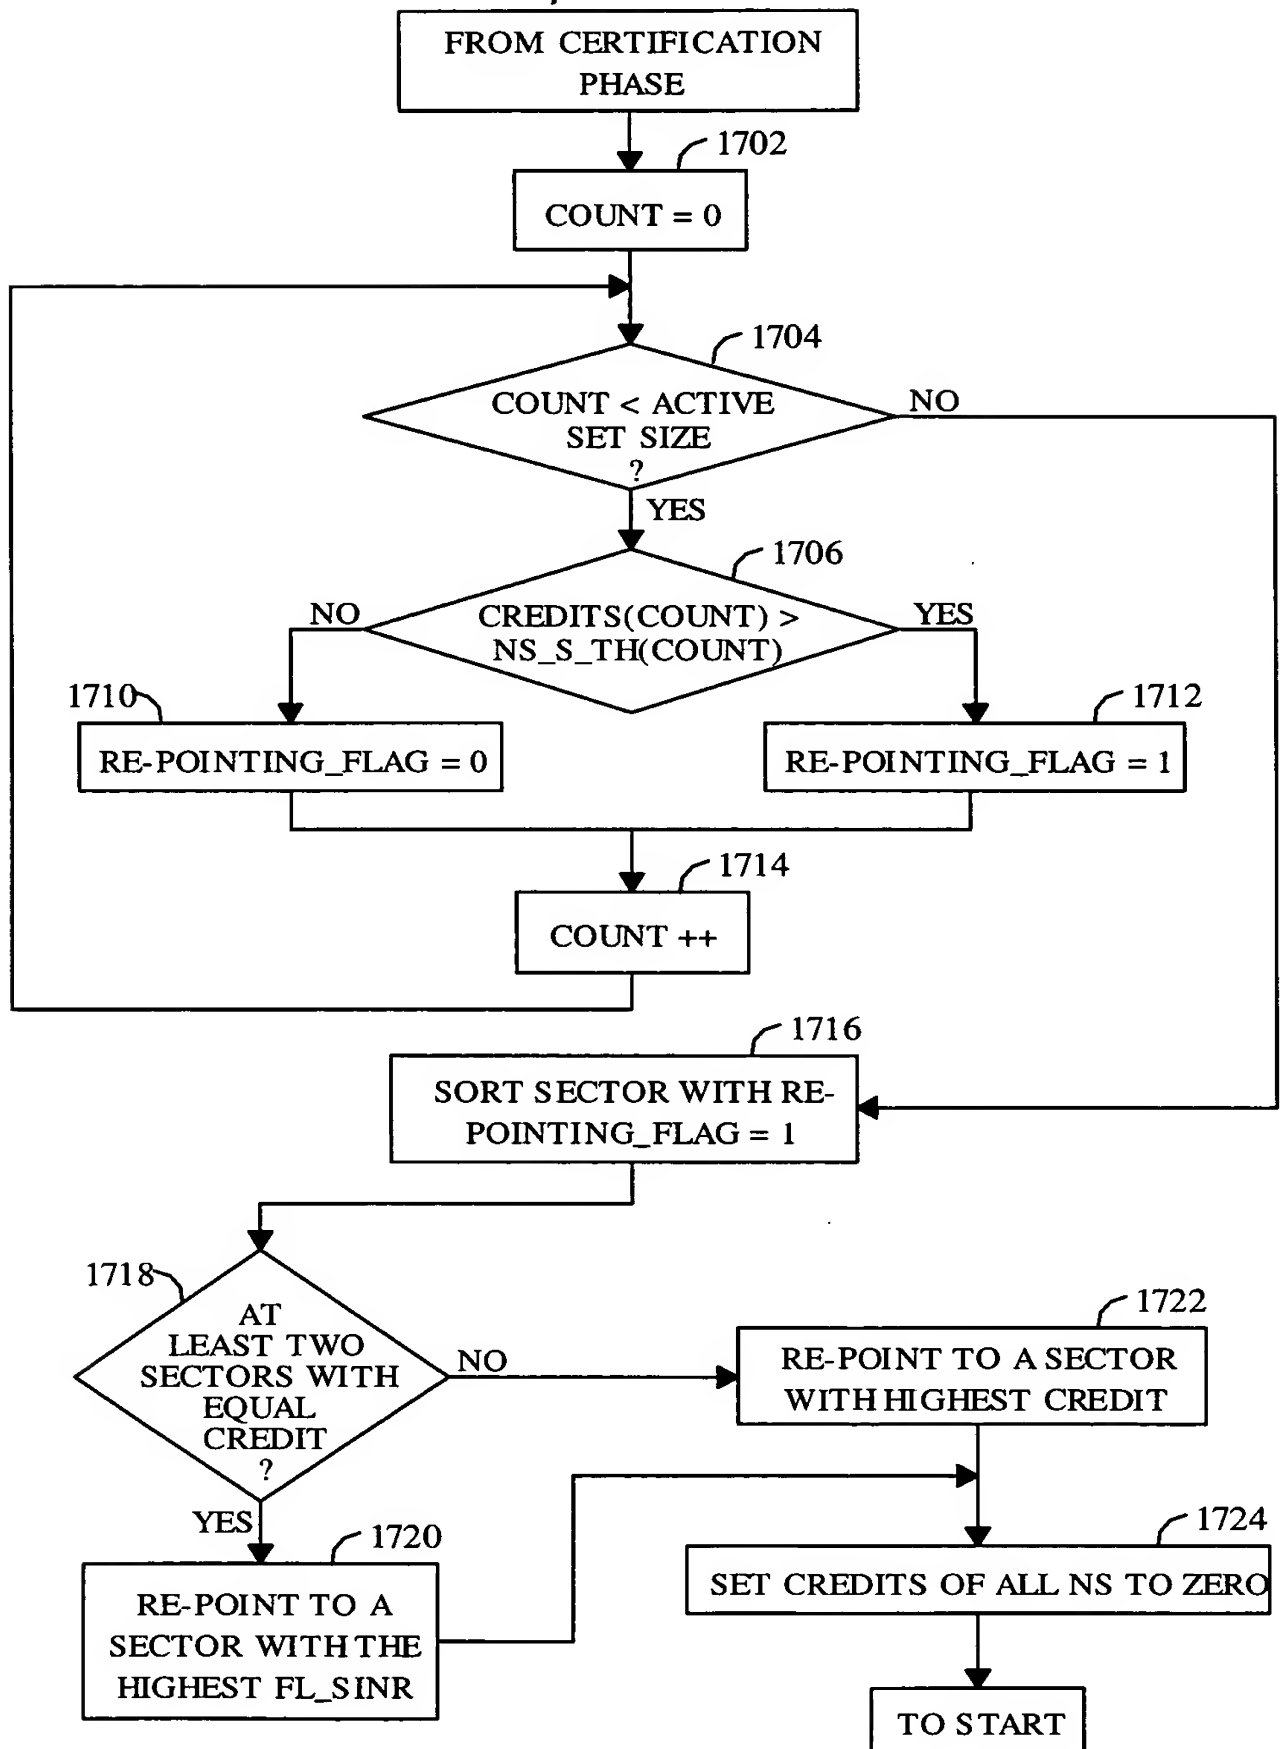 FROM CERTIFICATION
PHASE
1702
COUNT = 0
1704
COUNT < ACTIVE
SET SIZE
?
NO
YES
1706
CREDITS(COUNT) >
NS_S_TH(COUNT)
NO
YES
1710
RE-POINTING_FLAG = 0
1712
RE-POINTING_FLAG = 1
1714
COUNT ++
1716
SORT SECTOR WITH RE-
POINTING_FLAG = 1
1718
AT
LEAST TWO
SECTORS WITH
EQUAL
CREDIT
?
NO
YES
1722
RE-POINT TO A SECTOR
WITH HIGHEST CREDIT
1720
RE-POINT TO A
SECTOR WITH THE
HIGHEST FL_SINR
1724
SET CREDITS OF ALL NS TO ZERO
TO START